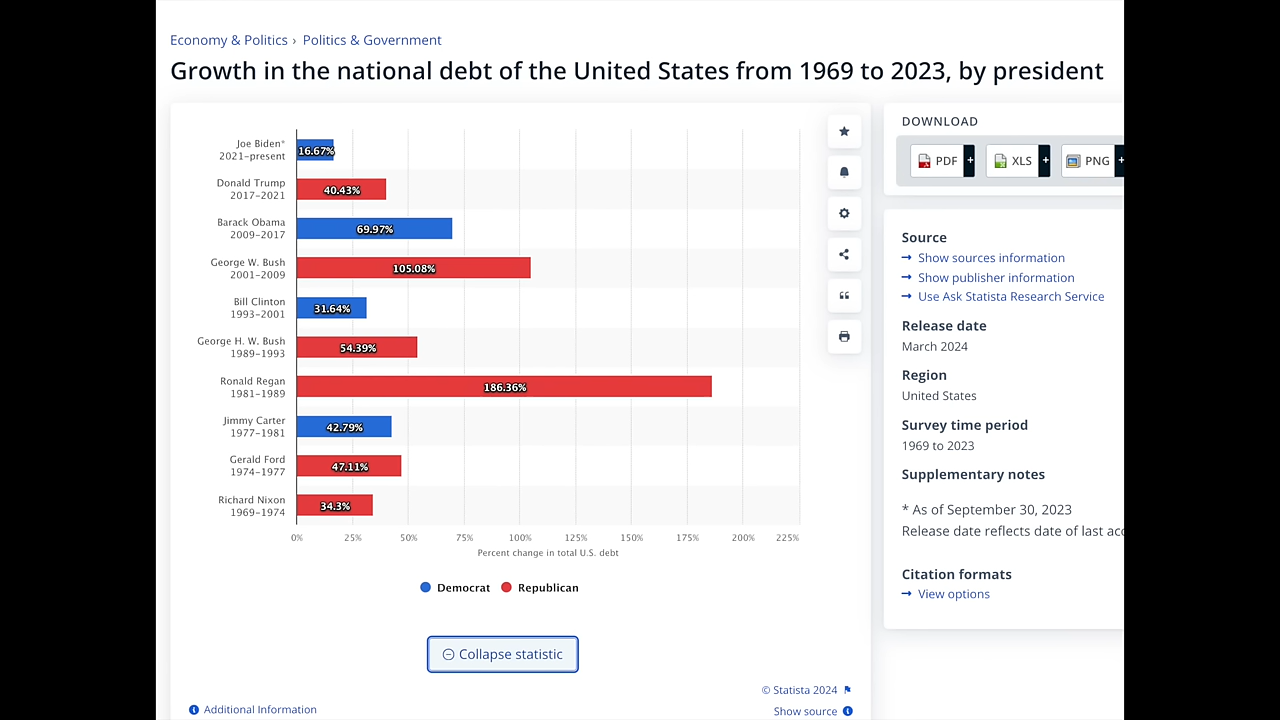 Economy & Politics › Politics & Government
Growth in the national debt of the United States from 1969 to 2023, by president
Joe Biden*
2021–present
16.67%
Donald Trump
2017–2021
40.43%
Barack Obama
2009–2017
69.97%
George W. Bush
2001–2009
105.08%
Bill Clinton
1993–2001
31.64%
George H. W. Bush
1989–1993
54.39%
Ronald Regan
1981–1989
186.36%
Jimmy Carter
1977–1981
42.79%
Gerald Ford
1974–1977
47.11%
Richard Nixon
1969–1974
34.3%
0% 25% 50% 75% 100% 125% 150% 175% 200% 225%
Percent change in total U.S. debt
Democrat Republican
Collapse statistic
© Statista 2024
Additional Information
Show source
DOWNLOAD
PDF + XLS + PNG +
Source
Show sources information
Show publisher information
Use Ask Statista Research Service
Release date
March 2024
Region
United States
Survey time period
1969 to 2023
Supplementary notes
* As of September 30, 2023
Release date reflects date of last
Citation formats
View options